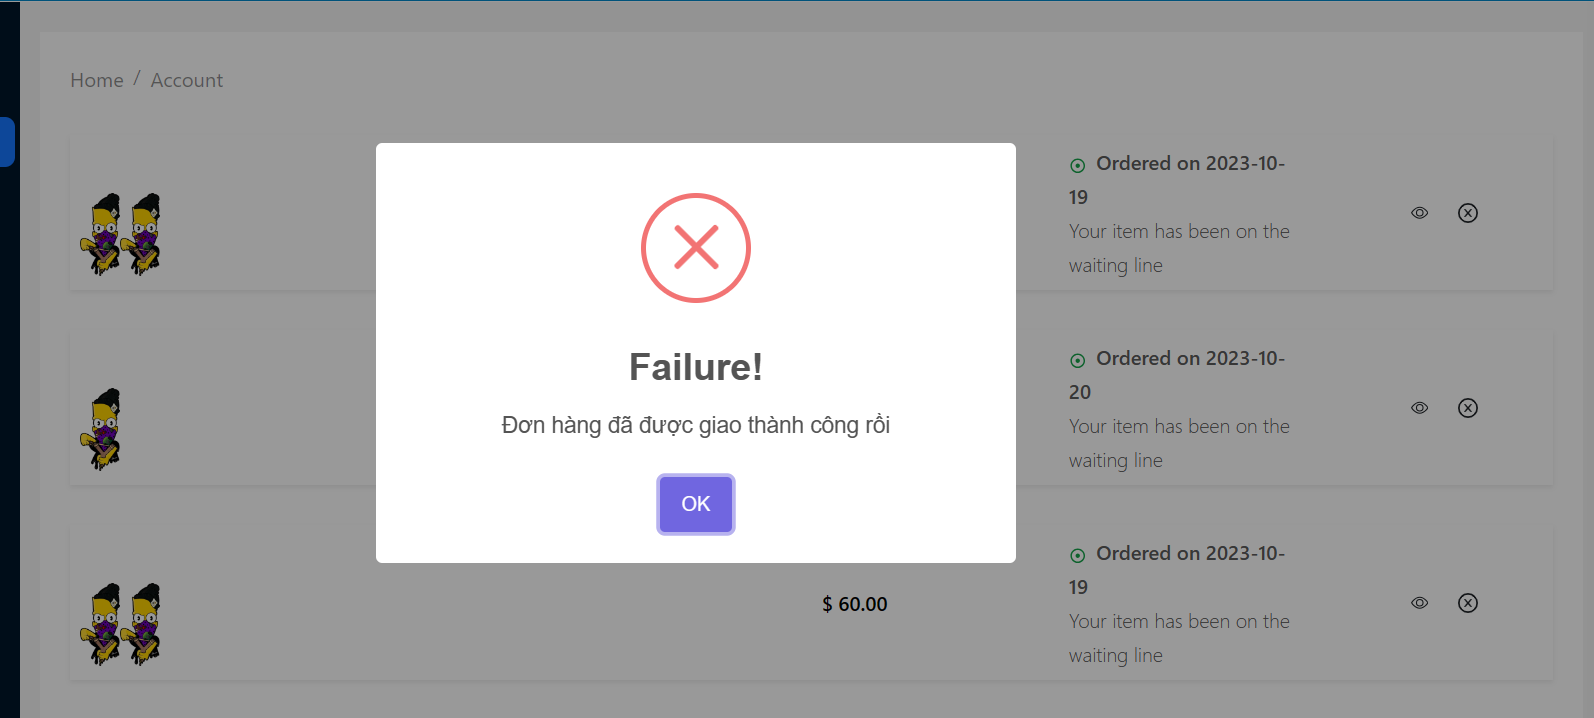 Home / Account
Ordered on 2023-10-
19
Your item has been on the
waiting line
Failure!
Đơn hàng đã được giao thành công rồi
OK
Ordered on 2023-10-
20
Your item has been on the
waiting line
$ 60.00
Ordered on 2023-10-
19
Your item has been on the
waiting line